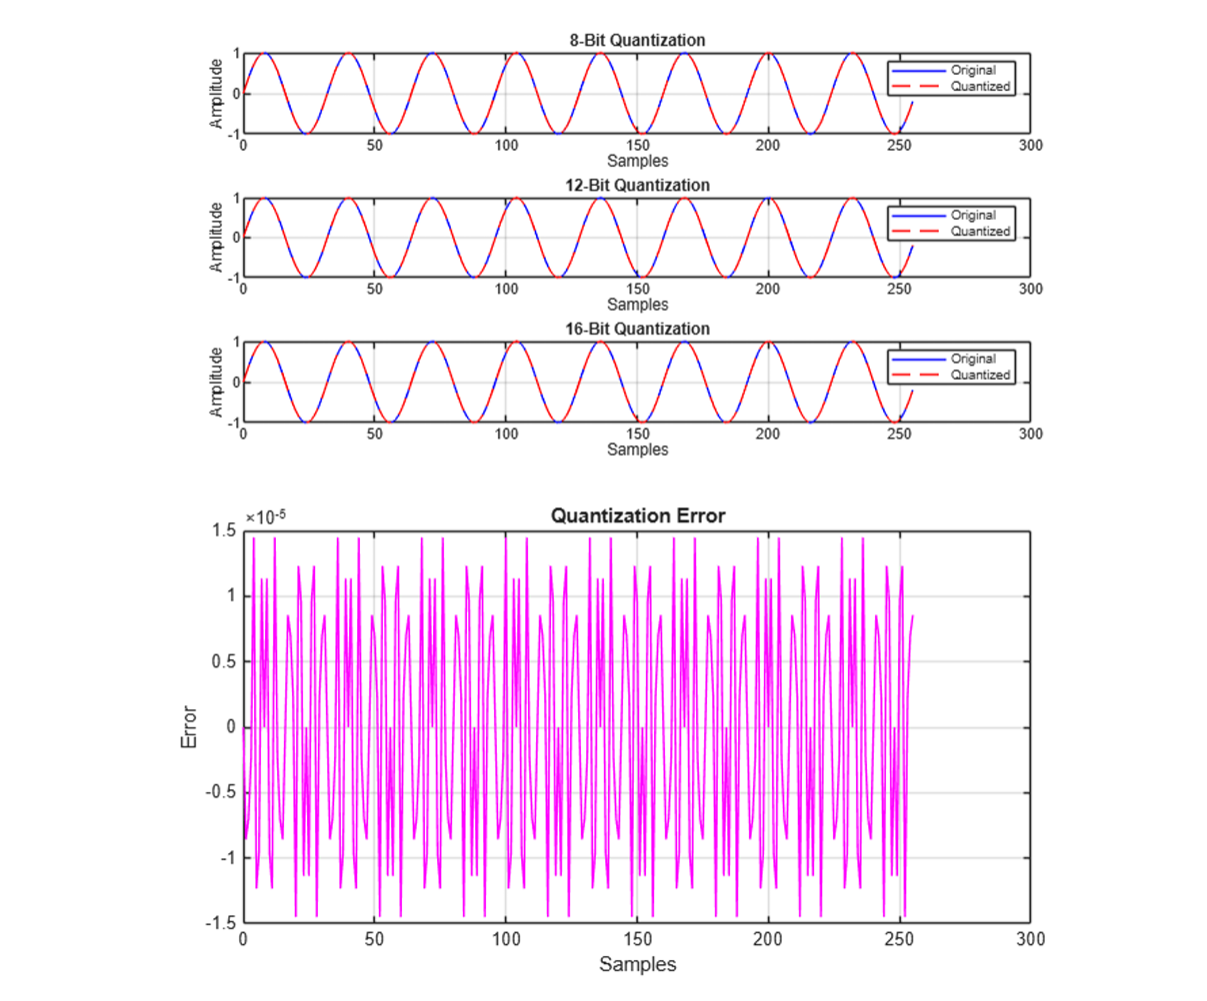 8-Bit Quantization
1
0
-1
Amplitude
Original
Quantized
0 50 100 150 200 250 300
Samples
12-Bit Quantization
1
0
-1
Amplitude
Original
Quantized
0 50 100 150 200 250 300
Samples
16-Bit Quantization
1
0
-1
Amplitude
Original
Quantized
0 50 100 150 200 250 300
Samples
Quantization Error
×10⁻⁵
1.5
1
0.5
0
-0.5
-1
-1.5
Error
0 50 100 150 200 250 300
Samples